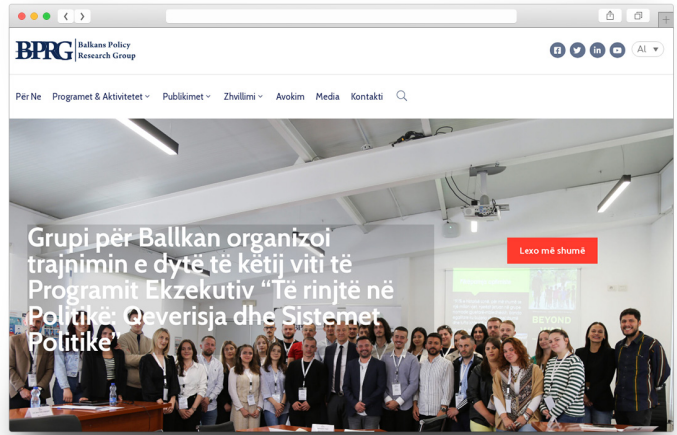 BPRG Balkans Policy
Research Group
Al
Për Ne Programet & Aktivitetet Publikimet Zhvillimi Avokim Media Kontakti
Grupi për Ballkan organizoi
trajnimin e dytë të këtij viti të
Programit Ekzekutiv “Të rinjtë në
Politikë: Qeverisja dhe Sistemet
Politike”
Lexo më shumë
BEYOND